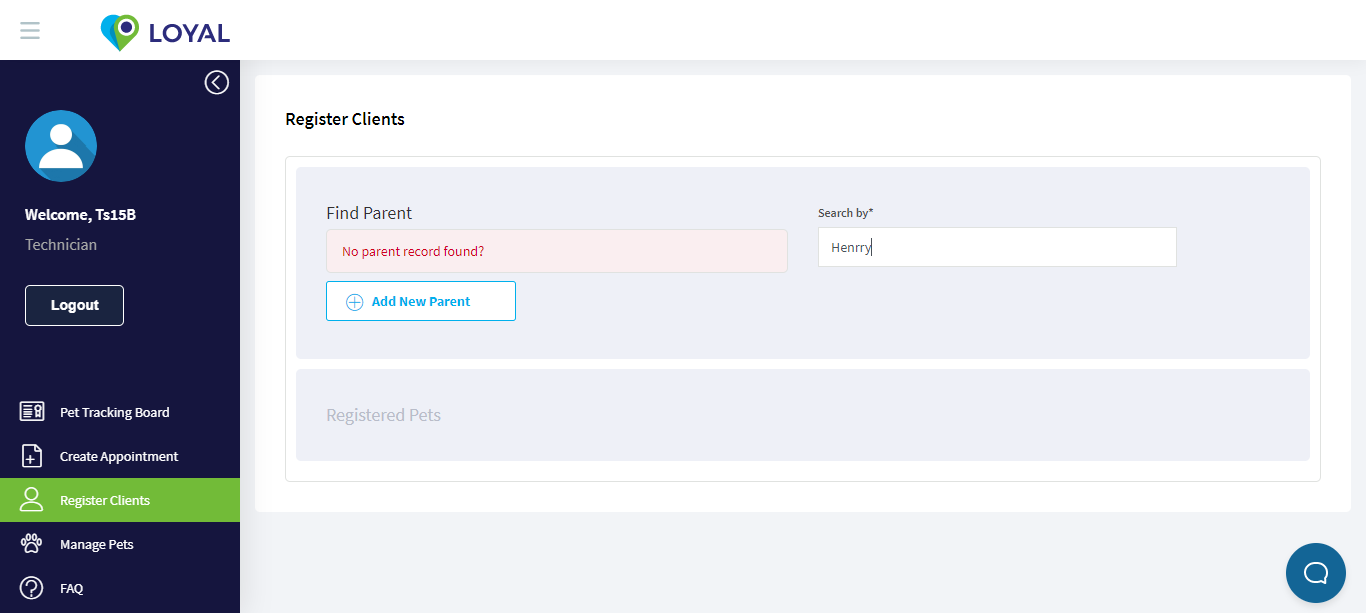 LOYAL
Welcome, Ts15B
Technician
Logout
Pet Tracking Board
Create Appointment
Register Clients
Manage Pets
FAQ
Register Clients
Find Parent
No parent record found?
Add New Parent
Search by*
Henrry
Registered Pets